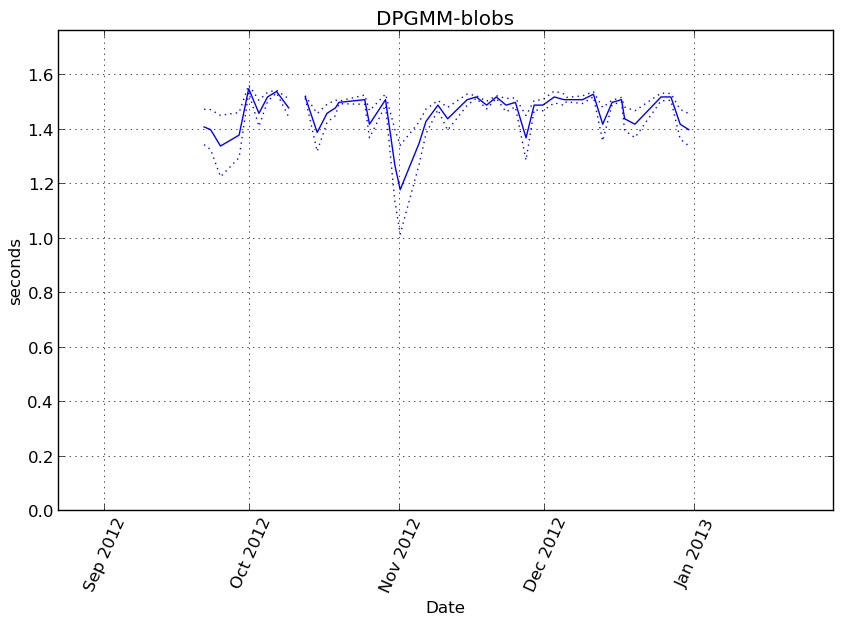 DPGMM-blobs
1.6
1.4
1.2
1.0
0.8
0.6
0.4
0.2
0.0
seconds
Sep 2012
Oct 2012
Nov 2012
Dec 2012
Jan 2013
Date